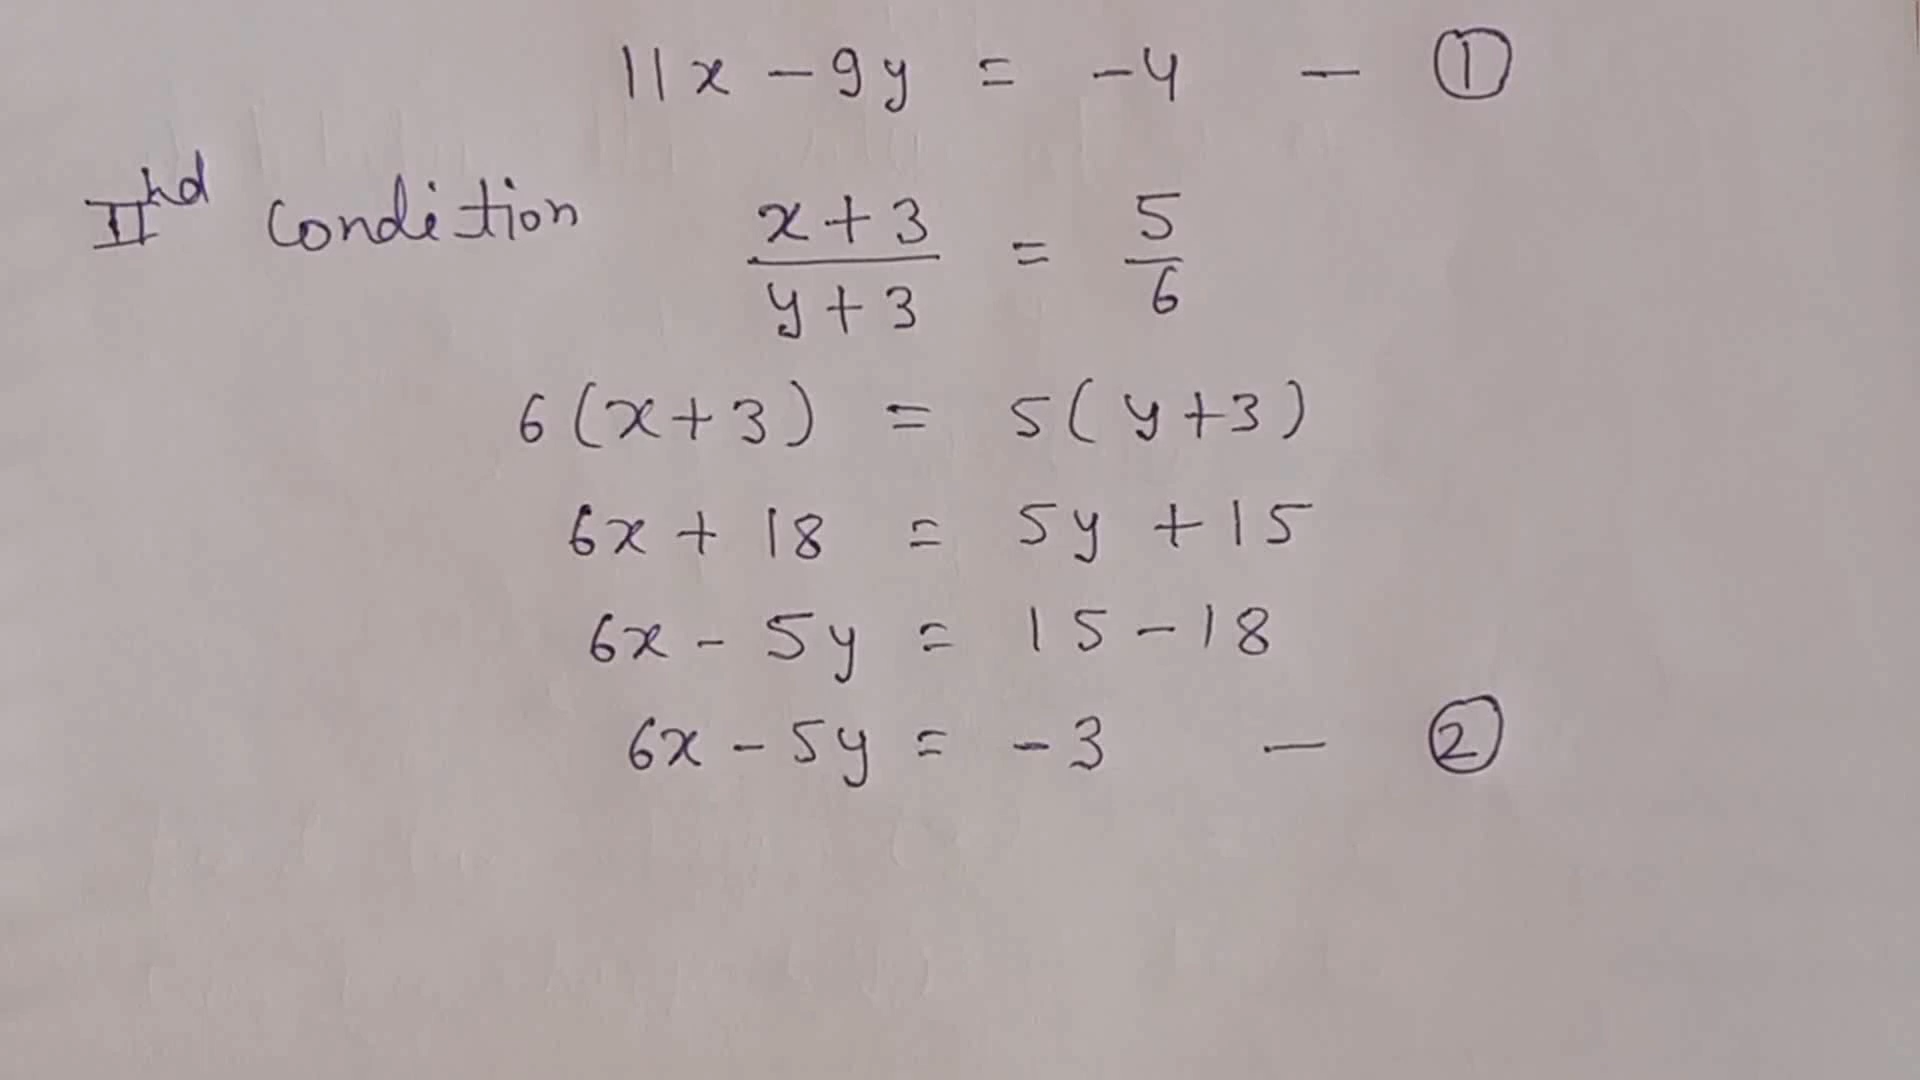 11x - 9y = -4 — ①
IInd condition x+3/y+3 = 5/6
6(x+3) = 5(y+3)
6x + 18 = 5y + 15
6x - 5y = 15 - 18
6x - 5y = -3 — ②